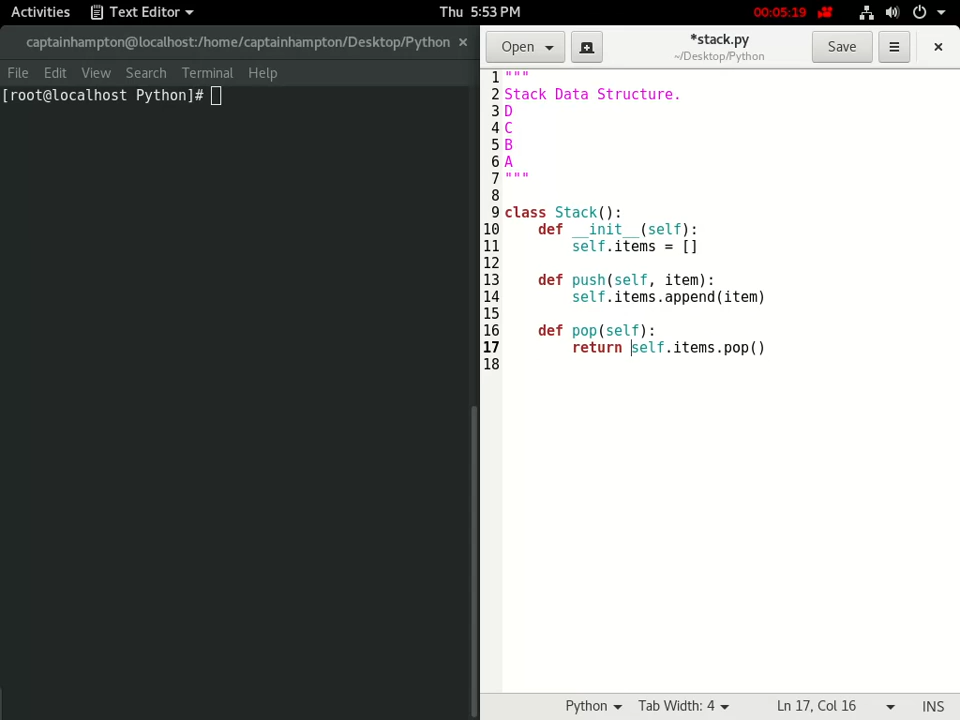 Activities Text Editor Thu 5:53 PM 00:05:19
captainhampton@localhost:/home/captainhampton/Desktop/Python ×
File Edit View Search Terminal Help
[root@localhost Python]#
Open *stack.py Save
~/Desktop/Python
1 """
2 Stack Data Structure.
3 D
4 C
5 B
6 A
7 """
8
9 class Stack():
10     def __init__(self):
11         self.items = []
12
13     def push(self, item):
14         self.items.append(item)
15
16     def pop(self):
17         return self.items.pop()
18
Python Tab Width: 4 Ln 17, Col 16 INS